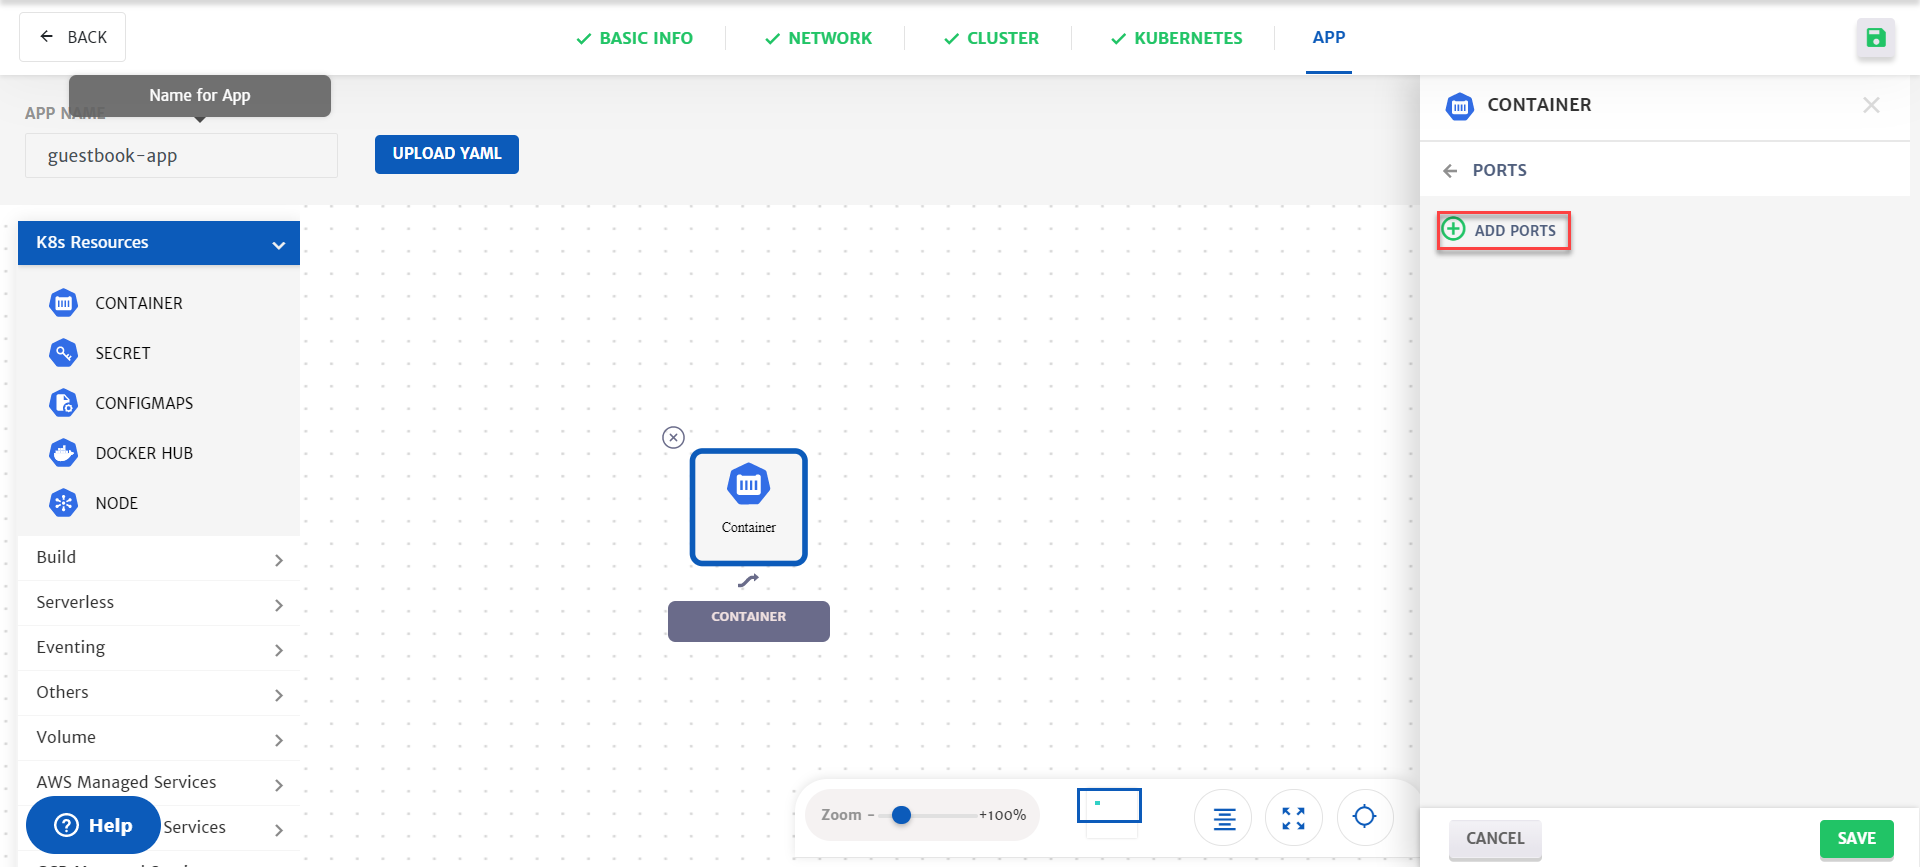 BACK
BASIC INFO
NETWORK
CLUSTER
KUBERNETES
APP
Name for App
APP NAME
guestbook-app
UPLOAD YAML
K8s Resources
CONTAINER
SECRET
CONFIGMAPS
DOCKER HUB
NODE
Build
Serverless
Eventing
Others
Volume
AWS Managed Services
Services
Help
Container
CONTAINER
Zoom - +100%
CONTAINER
PORTS
ADD PORTS
CANCEL
SAVE